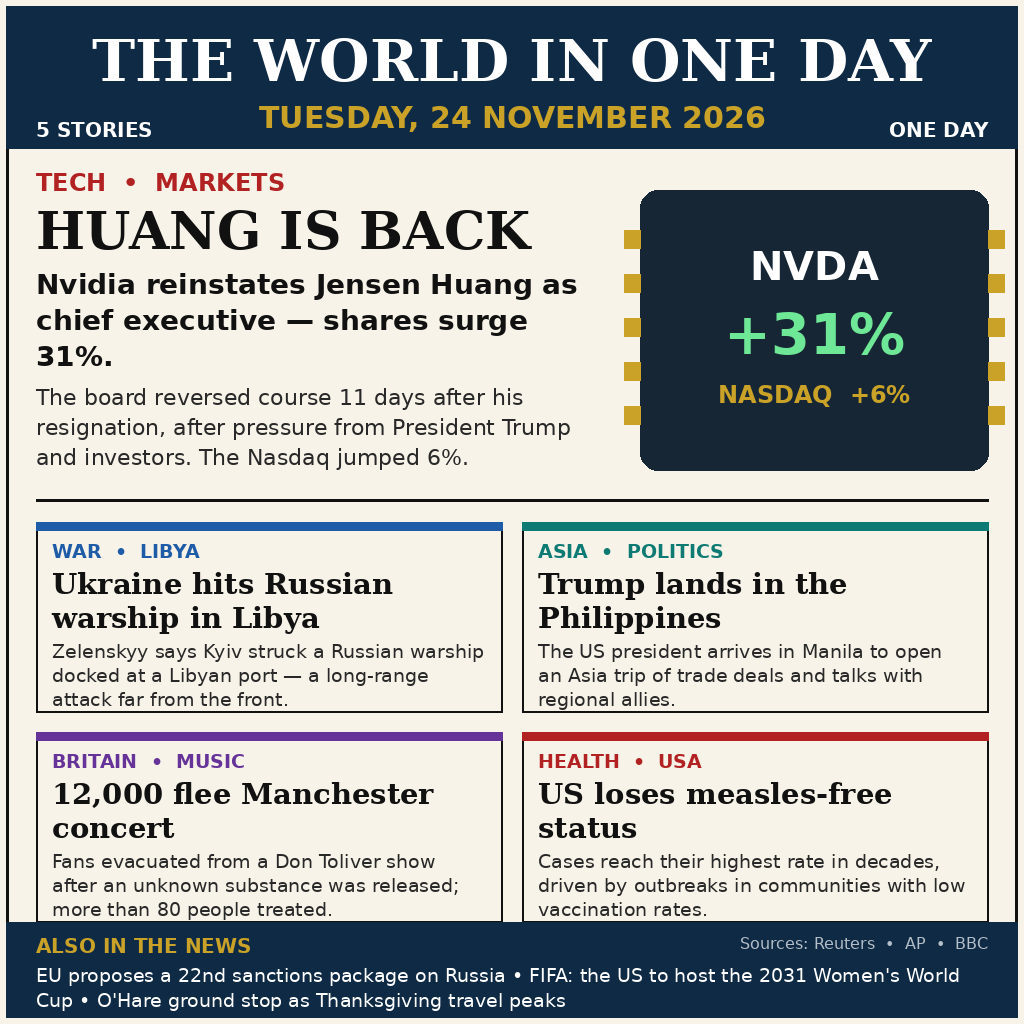 THE WORLD IN ONE DAY
TUESDAY, 24 NOVEMBER 2026
5 STORIES
ONE DAY
TECH • MARKETS
HUANG IS BACK
Nvidia reinstates Jensen Huang as
chief executive — shares surge
31%.
The board reversed course 11 days after his
resignation, after pressure from President Trump
and investors. The Nasdaq jumped 6%.
NVDA
+31%
NASDAQ +6%
WAR • LIBYA
Ukraine hits Russian
warship in Libya
Zelenskyy says Kyiv struck a Russian warship
docked at a Libyan port — a long-range
attack far from the front.
ASIA • POLITICS
Trump lands in the
Philippines
The US president arrives in Manila to open
an Asia trip of trade deals and talks with
regional allies.
BRITAIN • MUSIC
12,000 flee Manchester
concert
Fans evacuated from a Don Toliver show
after an unknown substance was released;
more than 80 people treated.
HEALTH • USA
US loses measles-free
status
Cases reach their highest rate in decades,
driven by outbreaks in communities with low
vaccination rates.
ALSO IN THE NEWS
Sources: Reuters • AP • BBC
EU proposes a 22nd sanctions package on Russia • FIFA: the US to host the 2031 Women's World
Cup • O'Hare ground stop as Thanksgiving travel peaks